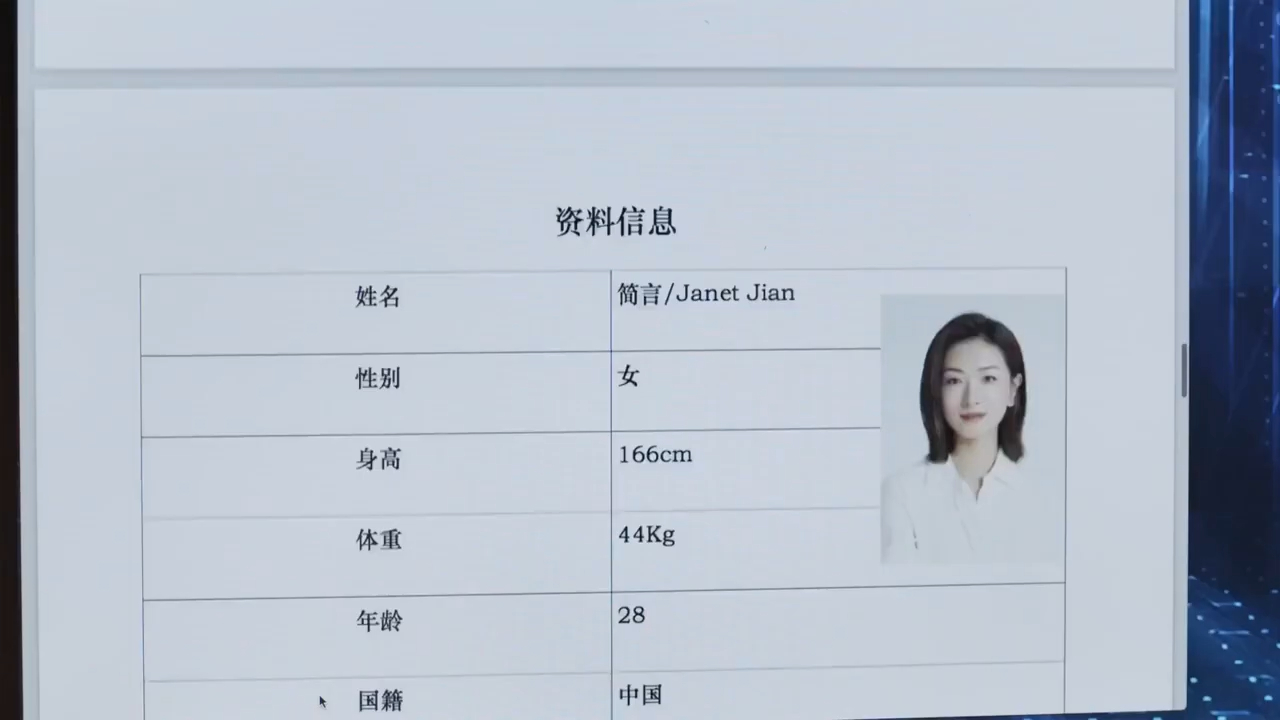 资料信息
姓名 简言/Janet Jian
性别 女
身高 166cm
体重 44Kg
年龄 28
国籍 中国